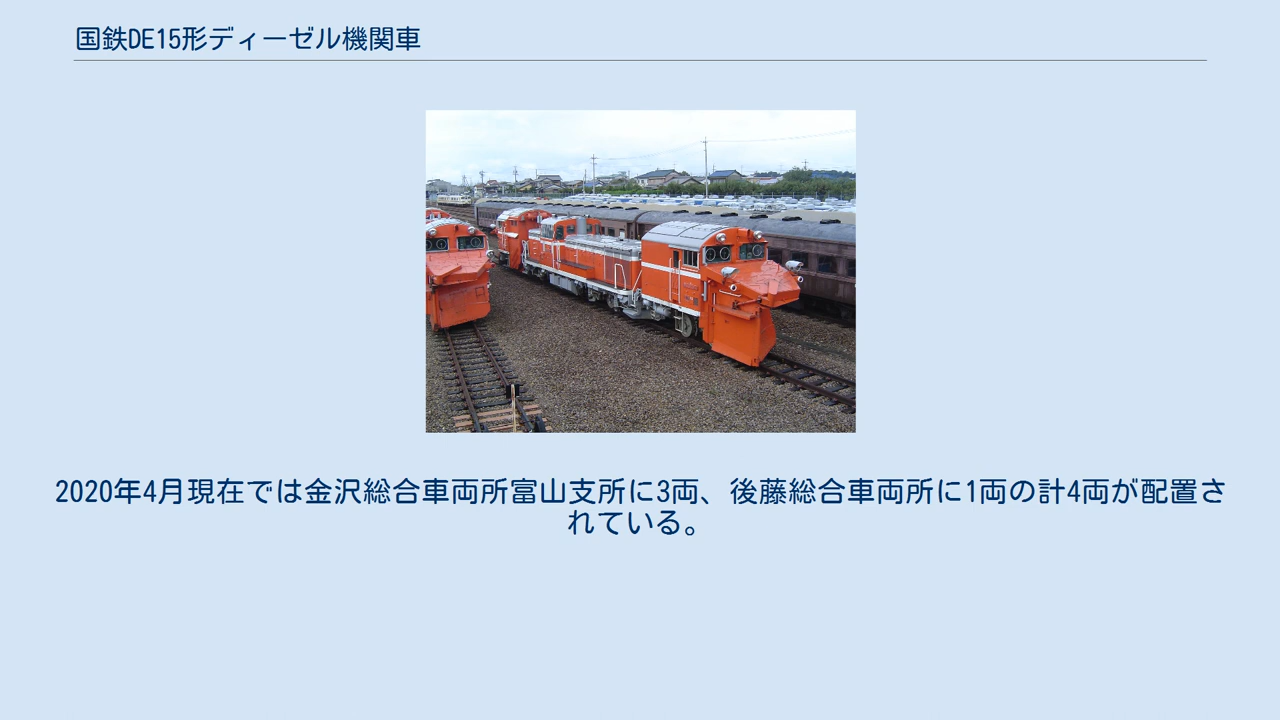 国鉄DE15形ディーゼル機関車
2020年4月現在では金沢総合車両所富山支所に3両、後藤総合車両所に1両の計4両が配置さ
れている。